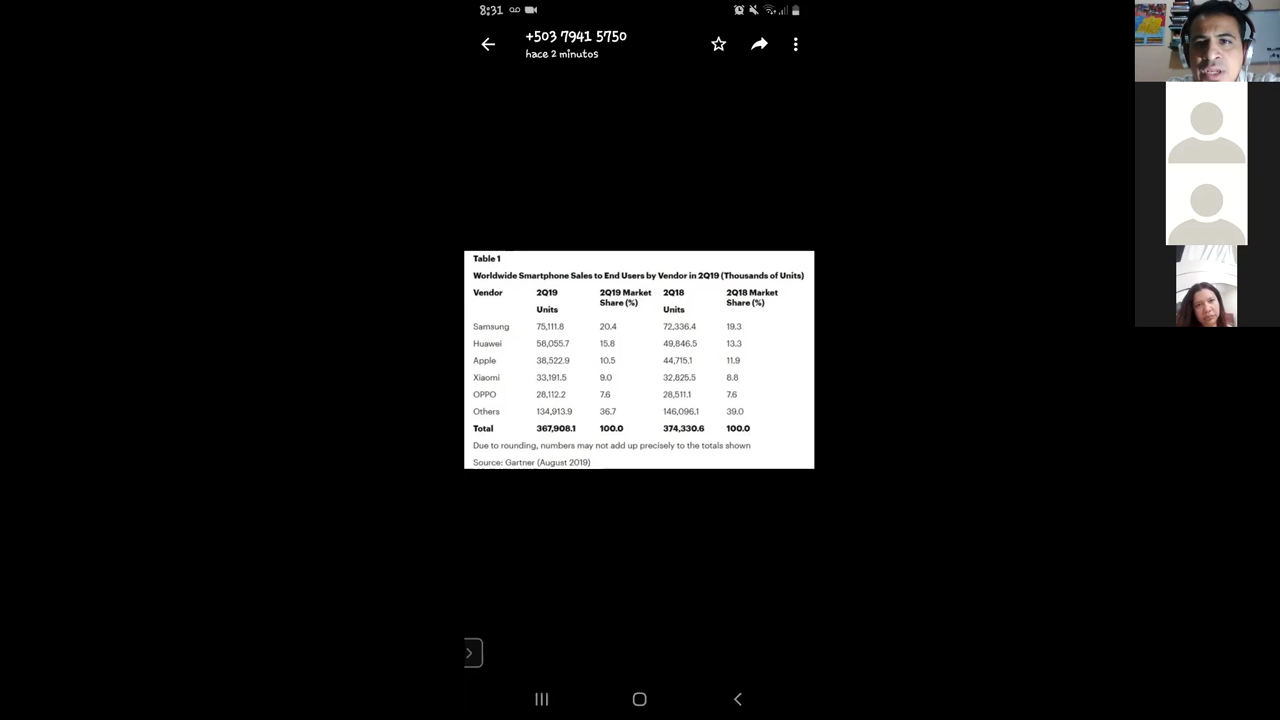 8:31
+503 7941 5750
hace 2 minutos
Table 1
Worldwide Smartphone Sales to End Users by Vendor in 2Q19 (Thousands of Units)
Vendor 2Q19 Units 2Q19 Market Share (%) 2Q18 Units 2Q18 Market Share (%)
Samsung 75,111.8 20.4 72,336.4 19.3
Huawei 58,055.7 15.8 49,846.5 13.3
Apple 38,522.9 10.5 44,715.1 11.9
Xiaomi 33,191.5 9.0 32,825.5 8.8
OPPO 28,112.2 7.6 28,511.1 7.6
Others 134,913.9 36.7 146,096.1 39.0
Total 367,908.1 100.0 374,330.6 100.0
Due to rounding, numbers may not add up precisely to the totals shown
Source: Gartner (August 2019)